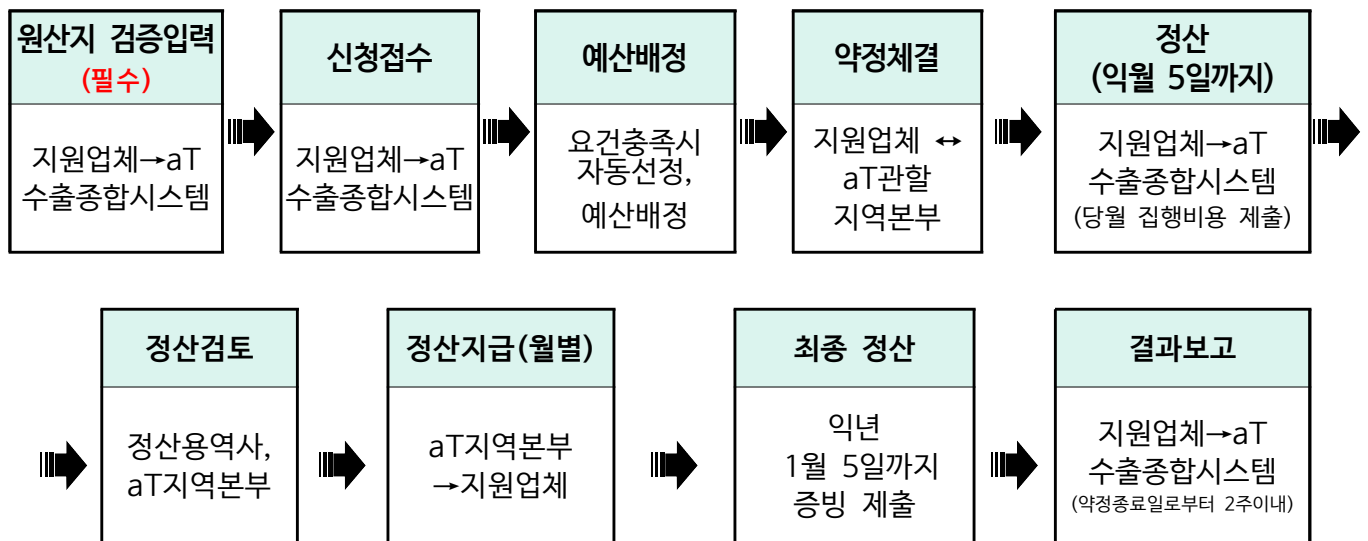 원산지 검증입력
(필수)
지원업체→aT
수출종합시스템
신청접수
지원업체→aT
수출종합시스템
예산배정
요건충족시
자동선정,
예산배정
약정체결
지원업체 ↔
aT관할
지역본부
정산
(익월 5일까지)
지원업체→aT
수출종합시스템
(당월 집행비용 제출)
정산검토
정산용역사,
aT지역본부
정산지급(월별)
aT지역본부
→지원업체
최종 정산
익년
1월 5일까지
증빙 제출
결과보고
지원업체→aT
수출종합시스템
(약정종료일로부터 2주이내)